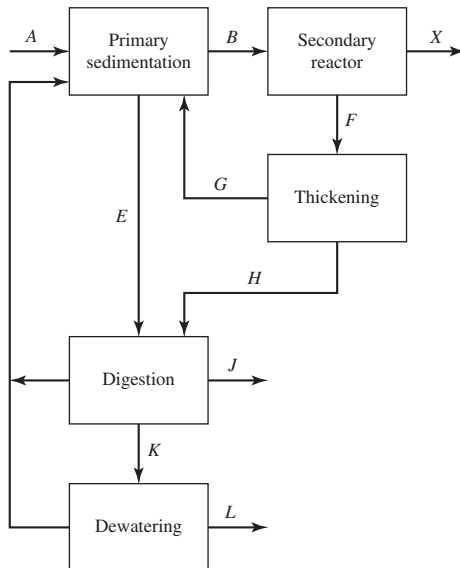 A
Primary
sedimentation
B
Secondary
reactor
X
F
G
Thickening
E
H
Digestion
J
K
Dewatering
L